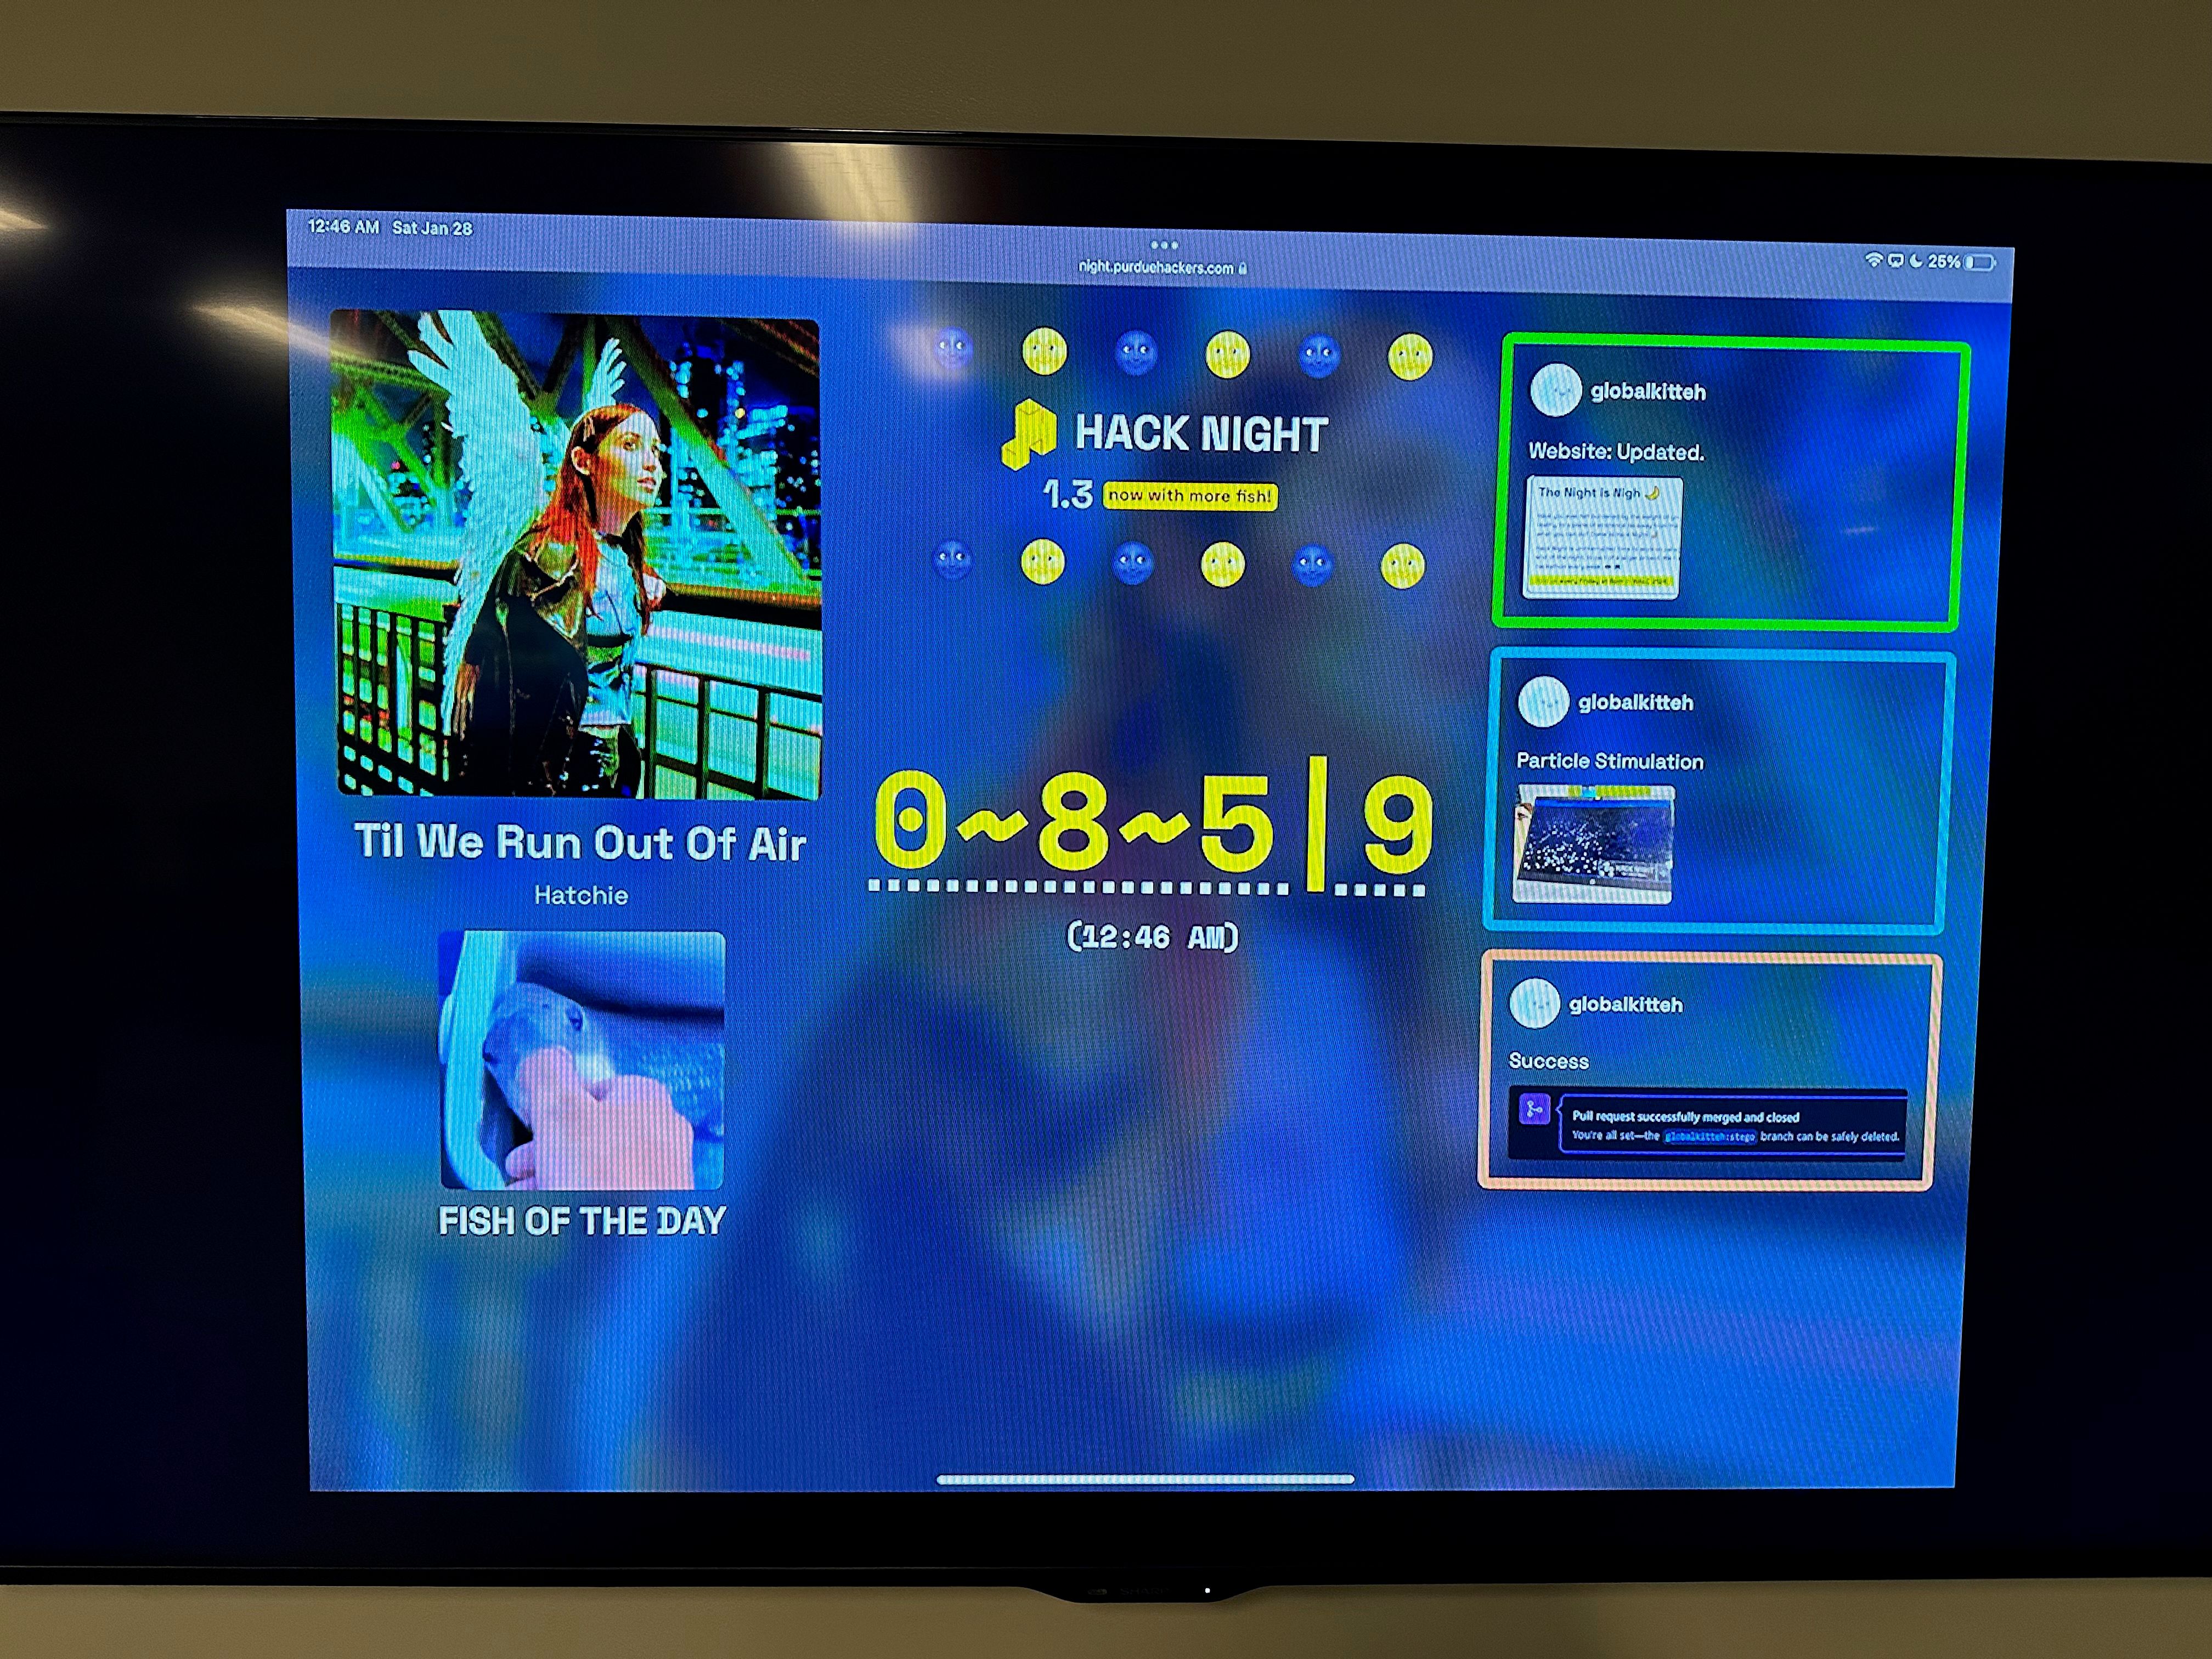 12:46 AM Sat Jan 28
night.purduehackers.com
25%
Til We Run Out Of Air
Hatchie
FISH OF THE DAY
HACK NIGHT
1.3 now with more fish!
0~8~5|9
(12:46 AM)
globalkitteh
Website: Updated.
The Night is Nigh 🌙
globalkitteh
Particle Stimulation
globalkitteh
Success
Pull request successfully merged and closed
You're all set—the globalkitteh:stego branch can be safely deleted.